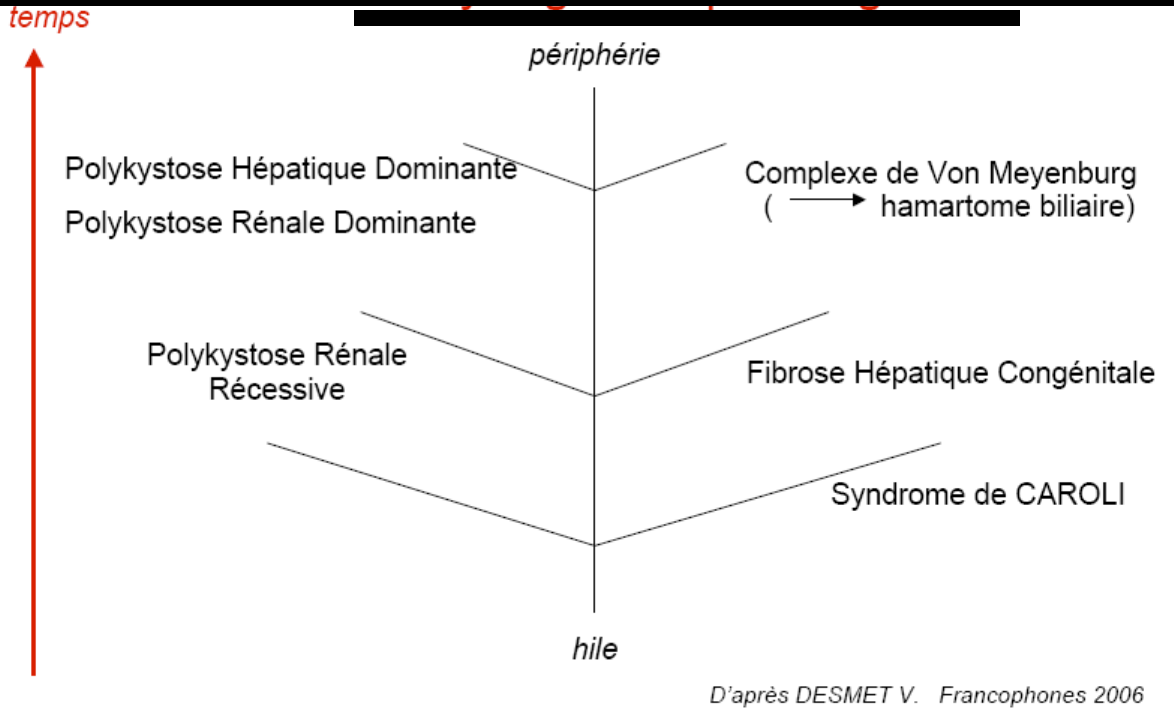 temps
périphérie
Polykystose Hépatique Dominante
Polykystose Rénale Dominante
Complexe de Von Meyenburg
( → hamartome biliaire)
Polykystose Rénale
Récessive
Fibrose Hépatique Congénitale
Syndrome de CAROLI
hile
D'après DESMET V. Francophones 2006